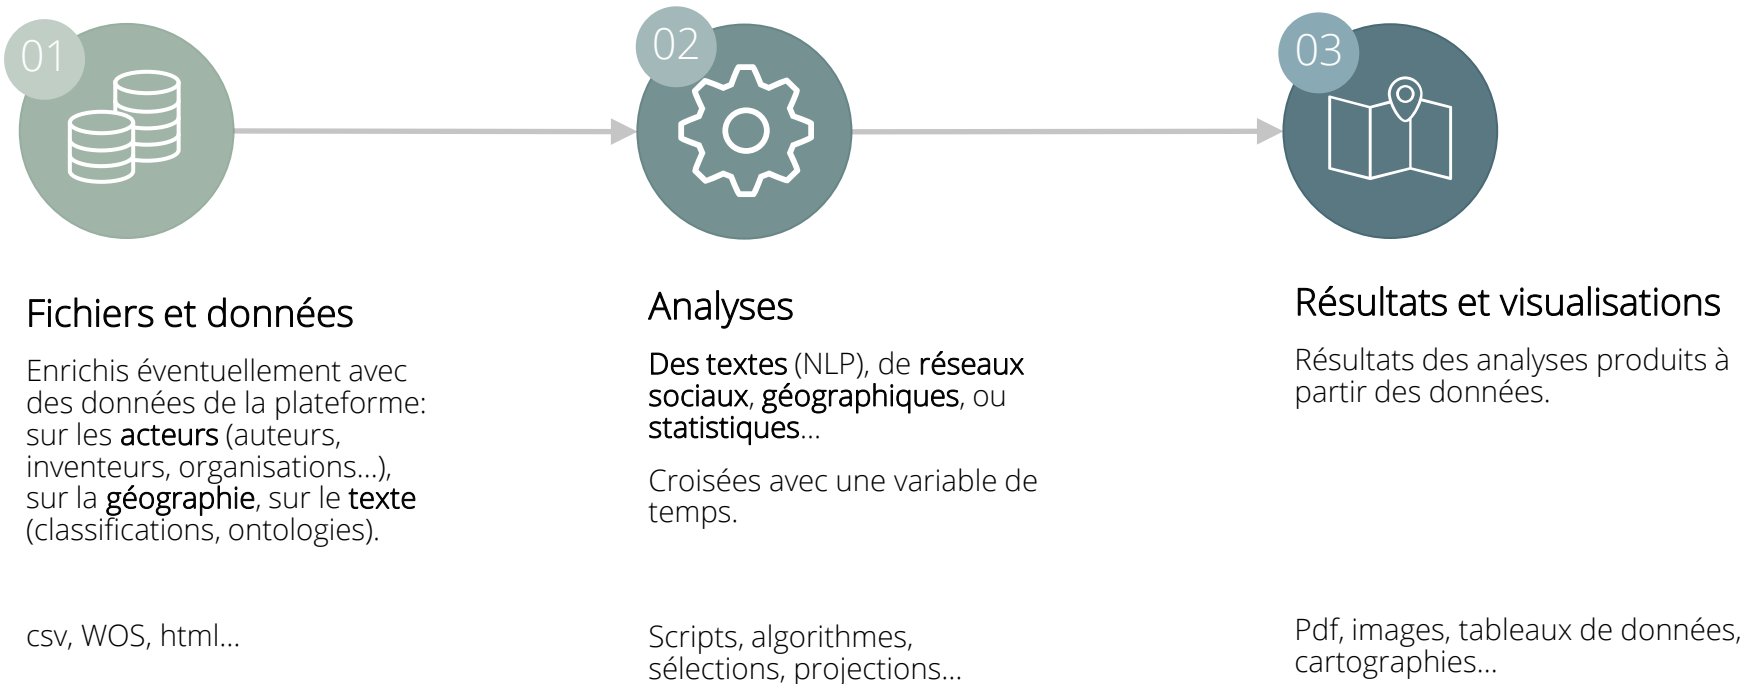 01
Fichiers et données
Enrichis éventuellement avec
des données de la plateforme:
sur les acteurs (auteurs,
inventeurs, organisations...),
sur la géographie, sur le texte
(classifications, ontologies).
csv, WOS, html...
02
Analyses
Des textes (NLP), de réseaux
sociaux, géographiques, ou
statistiques...
Croisées avec une variable de
temps.
Scripts, algorithmes,
sélections, projections...
03
Résultats et visualisations
Résultats des analyses produits à
partir des données.
Pdf, images, tableaux de données,
cartographies...